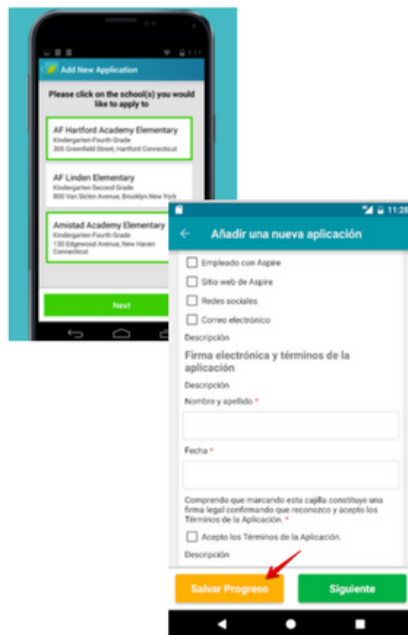 1:11
Add New Application
Please click on the school(s) you would
like to apply to
AF Hartford Academy Elementary
Kindergarten-Fourth Grade
305 Greenfield Street, Hartford Connecticut
AF Linden Elementary
Kindergarten-Second Grade
800 Van Siclen Avenue, Brooklyn New York
Amistad Academy Elementary
Kindergarten-Fourth Grade
130 Edgewood Avenue, New Haven
Connecticut
Next
11:28
Añadir una nueva aplicación
Empleado con Aspire
Sitio web de Aspire
Redes sociales
Correo electrónico
Descripción
Firma electrónica y términos de la
aplicación
Descripción
Nombre y apellido *
Fecha *
Comprendo que marcando esta cajilla constituye una
firma legal confirmando que reconozco y acepto los
Términos de la Aplicación. *
Acepto los Términos de la Aplicación.
Descripción
Salvar Progreso
Siguiente